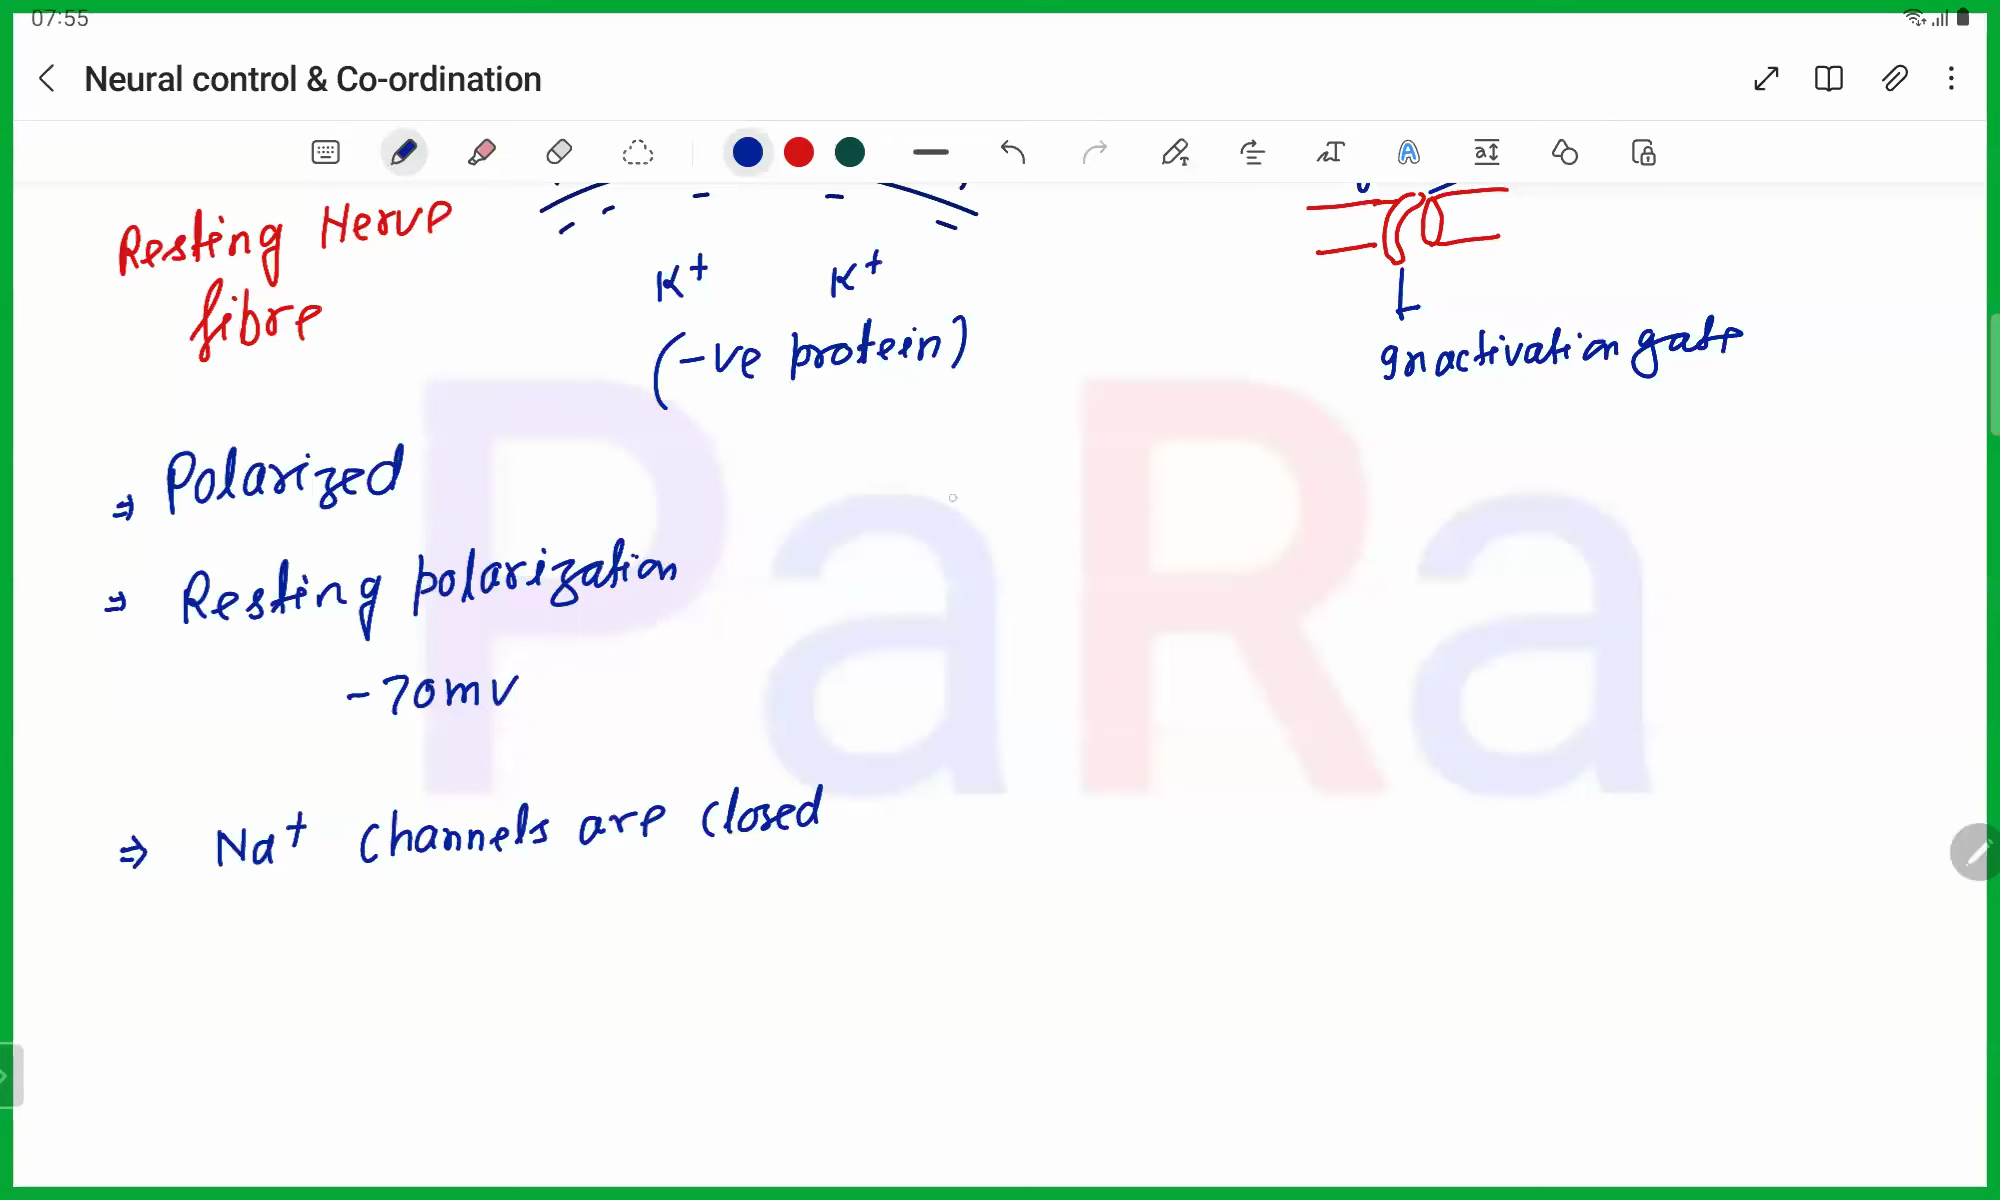 07:55
Neural control & Co-ordination
Resting Nerve
fibre
K+ K+
(-ve protein)
Inactivation gate
⇒ Polarized
⇒ Resting polarization
-70mv
⇒ Na+ channels are closed
PaRa